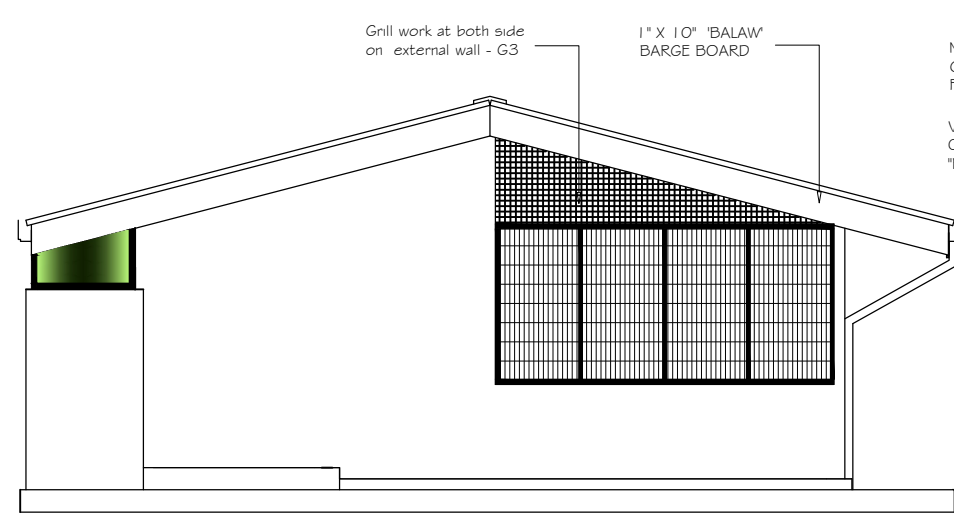 Grill work at both side
on external wall - G3
1" X 10" 'BALAW'
BARGE BOARD